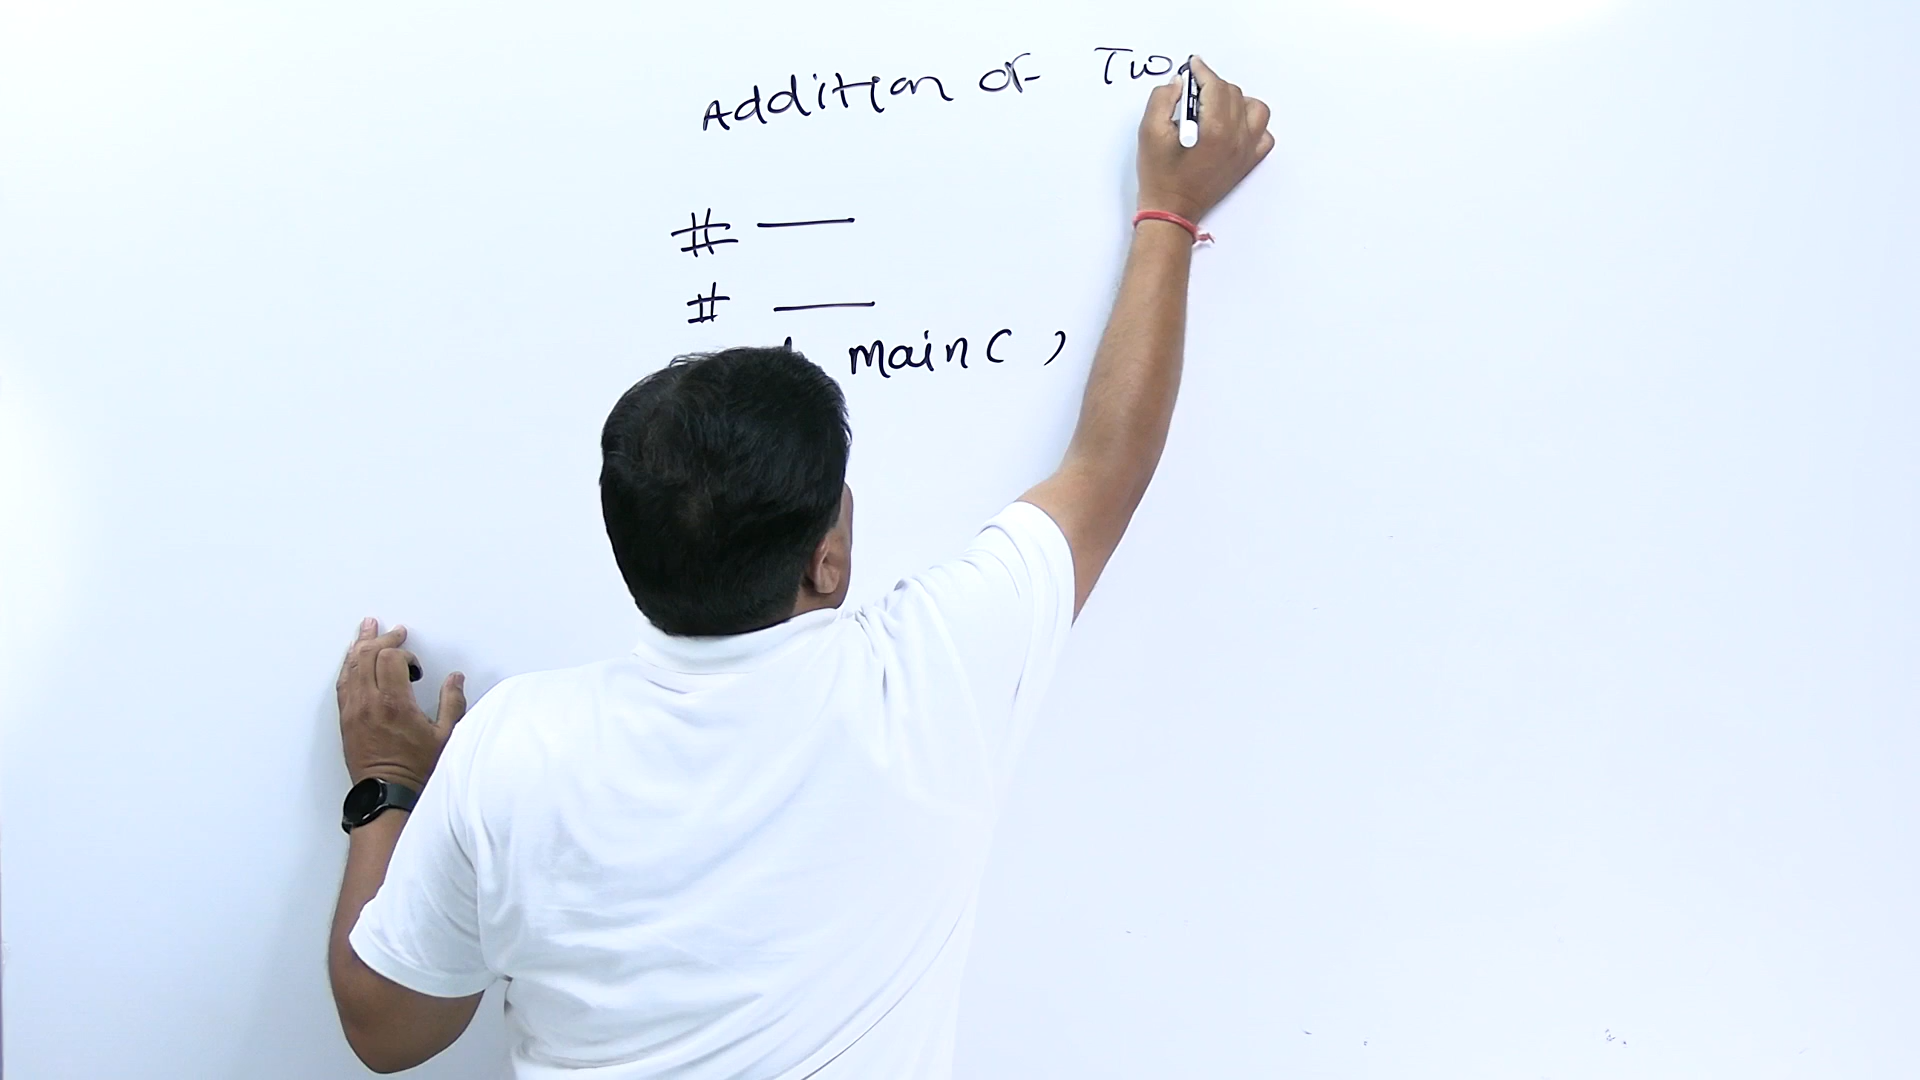 Addition of Two
# ——
# ——
main( )